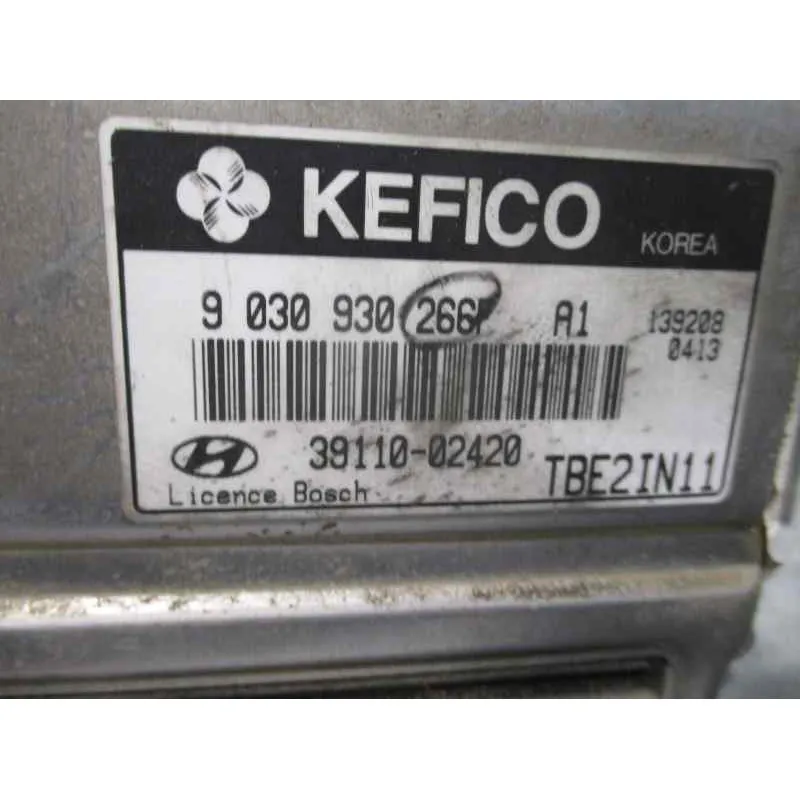 KEFICO
KOREA
9 030 930 266F A1 139208
0413
39110-02420
TBE2IN11
Licence Bosch